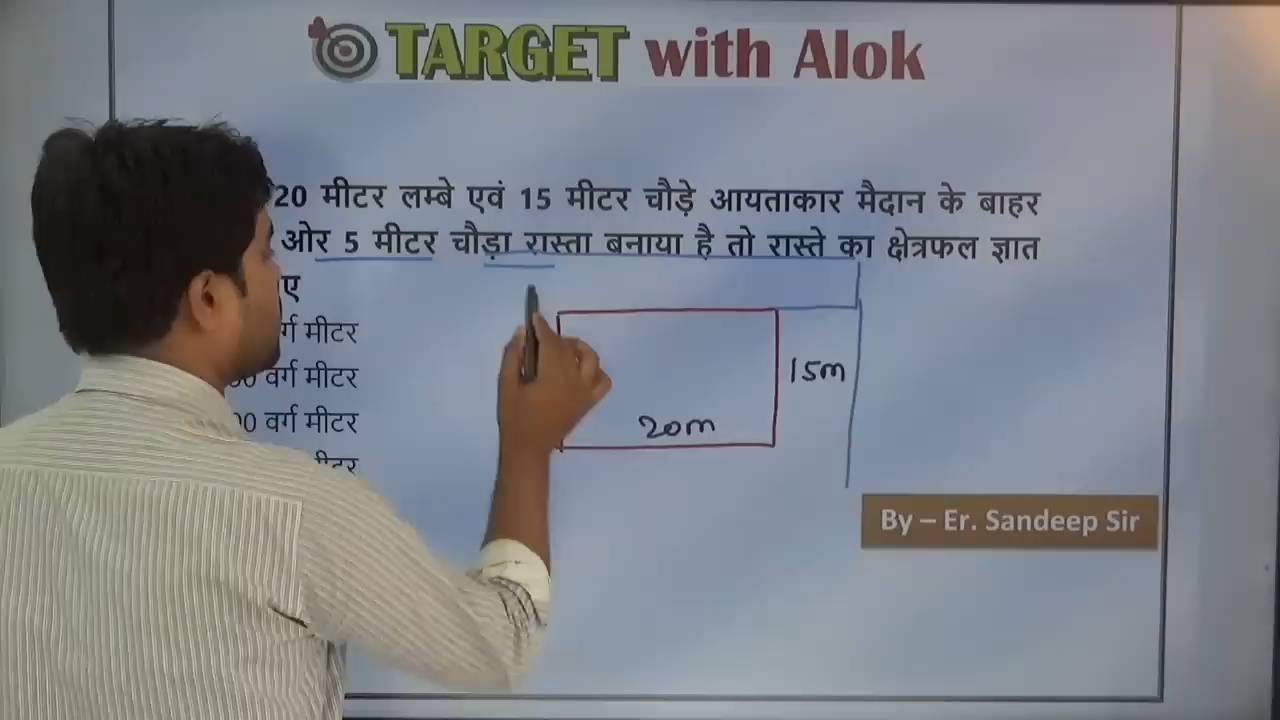 TARGET with Alok
20 मीटर लम्बे एवं 15 मीटर चौड़े आयताकार मैदान के बाहर
ओर 5 मीटर चौड़ा रास्ता बनाया है तो रास्ते का क्षेत्रफल ज्ञात
मीटर
वर्ग मीटर
15m
वर्ग मीटर
20m
By – Er. Sandeep Sir